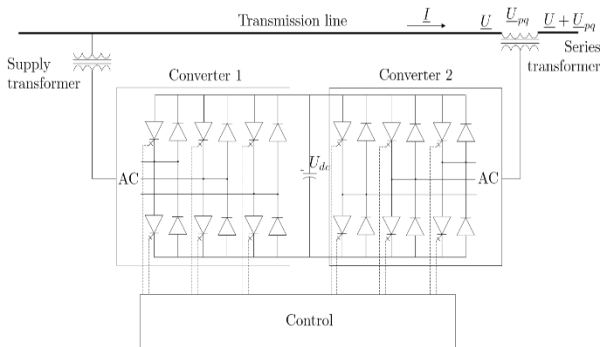 Transmission line
I
U
U_pq
U + U_pq
Supply
transformer
Series
transformer
Converter 1
Converter 2
AC
U_dc
AC
Control